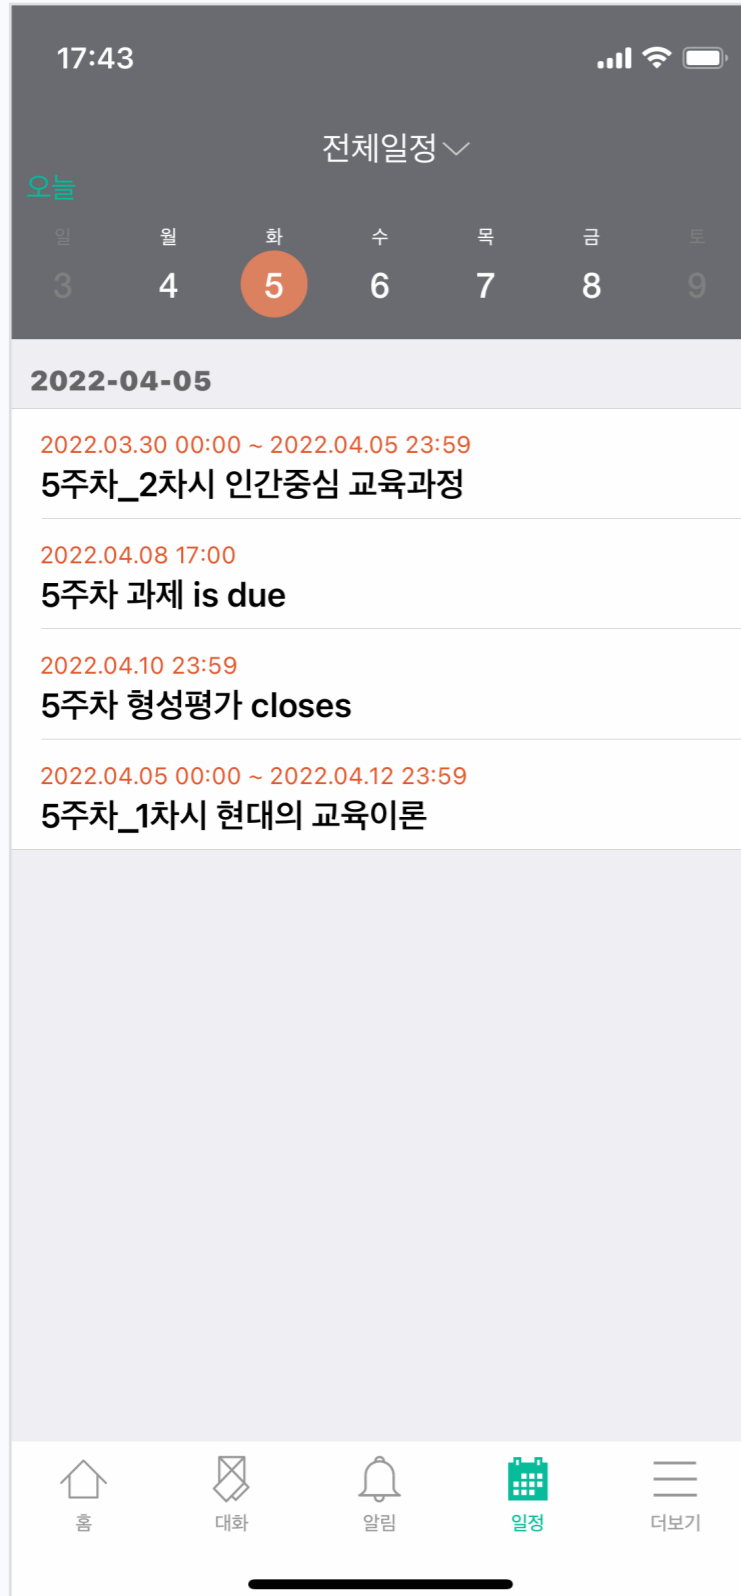 17:43
전체일정
오늘
일 월 화 수 목 금 토
3 4 5 6 7 8 9
2022-04-05
2022.03.30 00:00 ~ 2022.04.05 23:59
5주차_2차시 인간중심 교육과정
2022.04.08 17:00
5주차 과제 is due
2022.04.10 23:59
5주차 형성평가 closes
2022.04.05 00:00 ~ 2022.04.12 23:59
5주차_1차시 현대의 교육이론
홈 대화 알림 일정 더보기